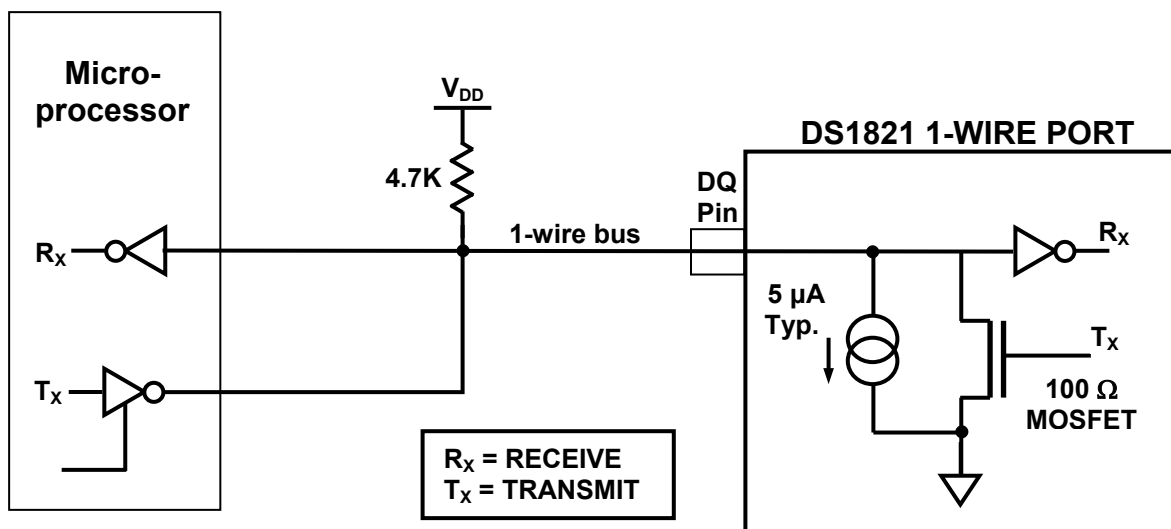 Micro-
processor
V_DD
4.7K
DS1821 1-WIRE PORT
DQ
Pin
1-wire bus
R_X
R_X
5 µA
Typ.
T_X
T_X
100 Ω
MOSFET
R_X = RECEIVE
T_X = TRANSMIT